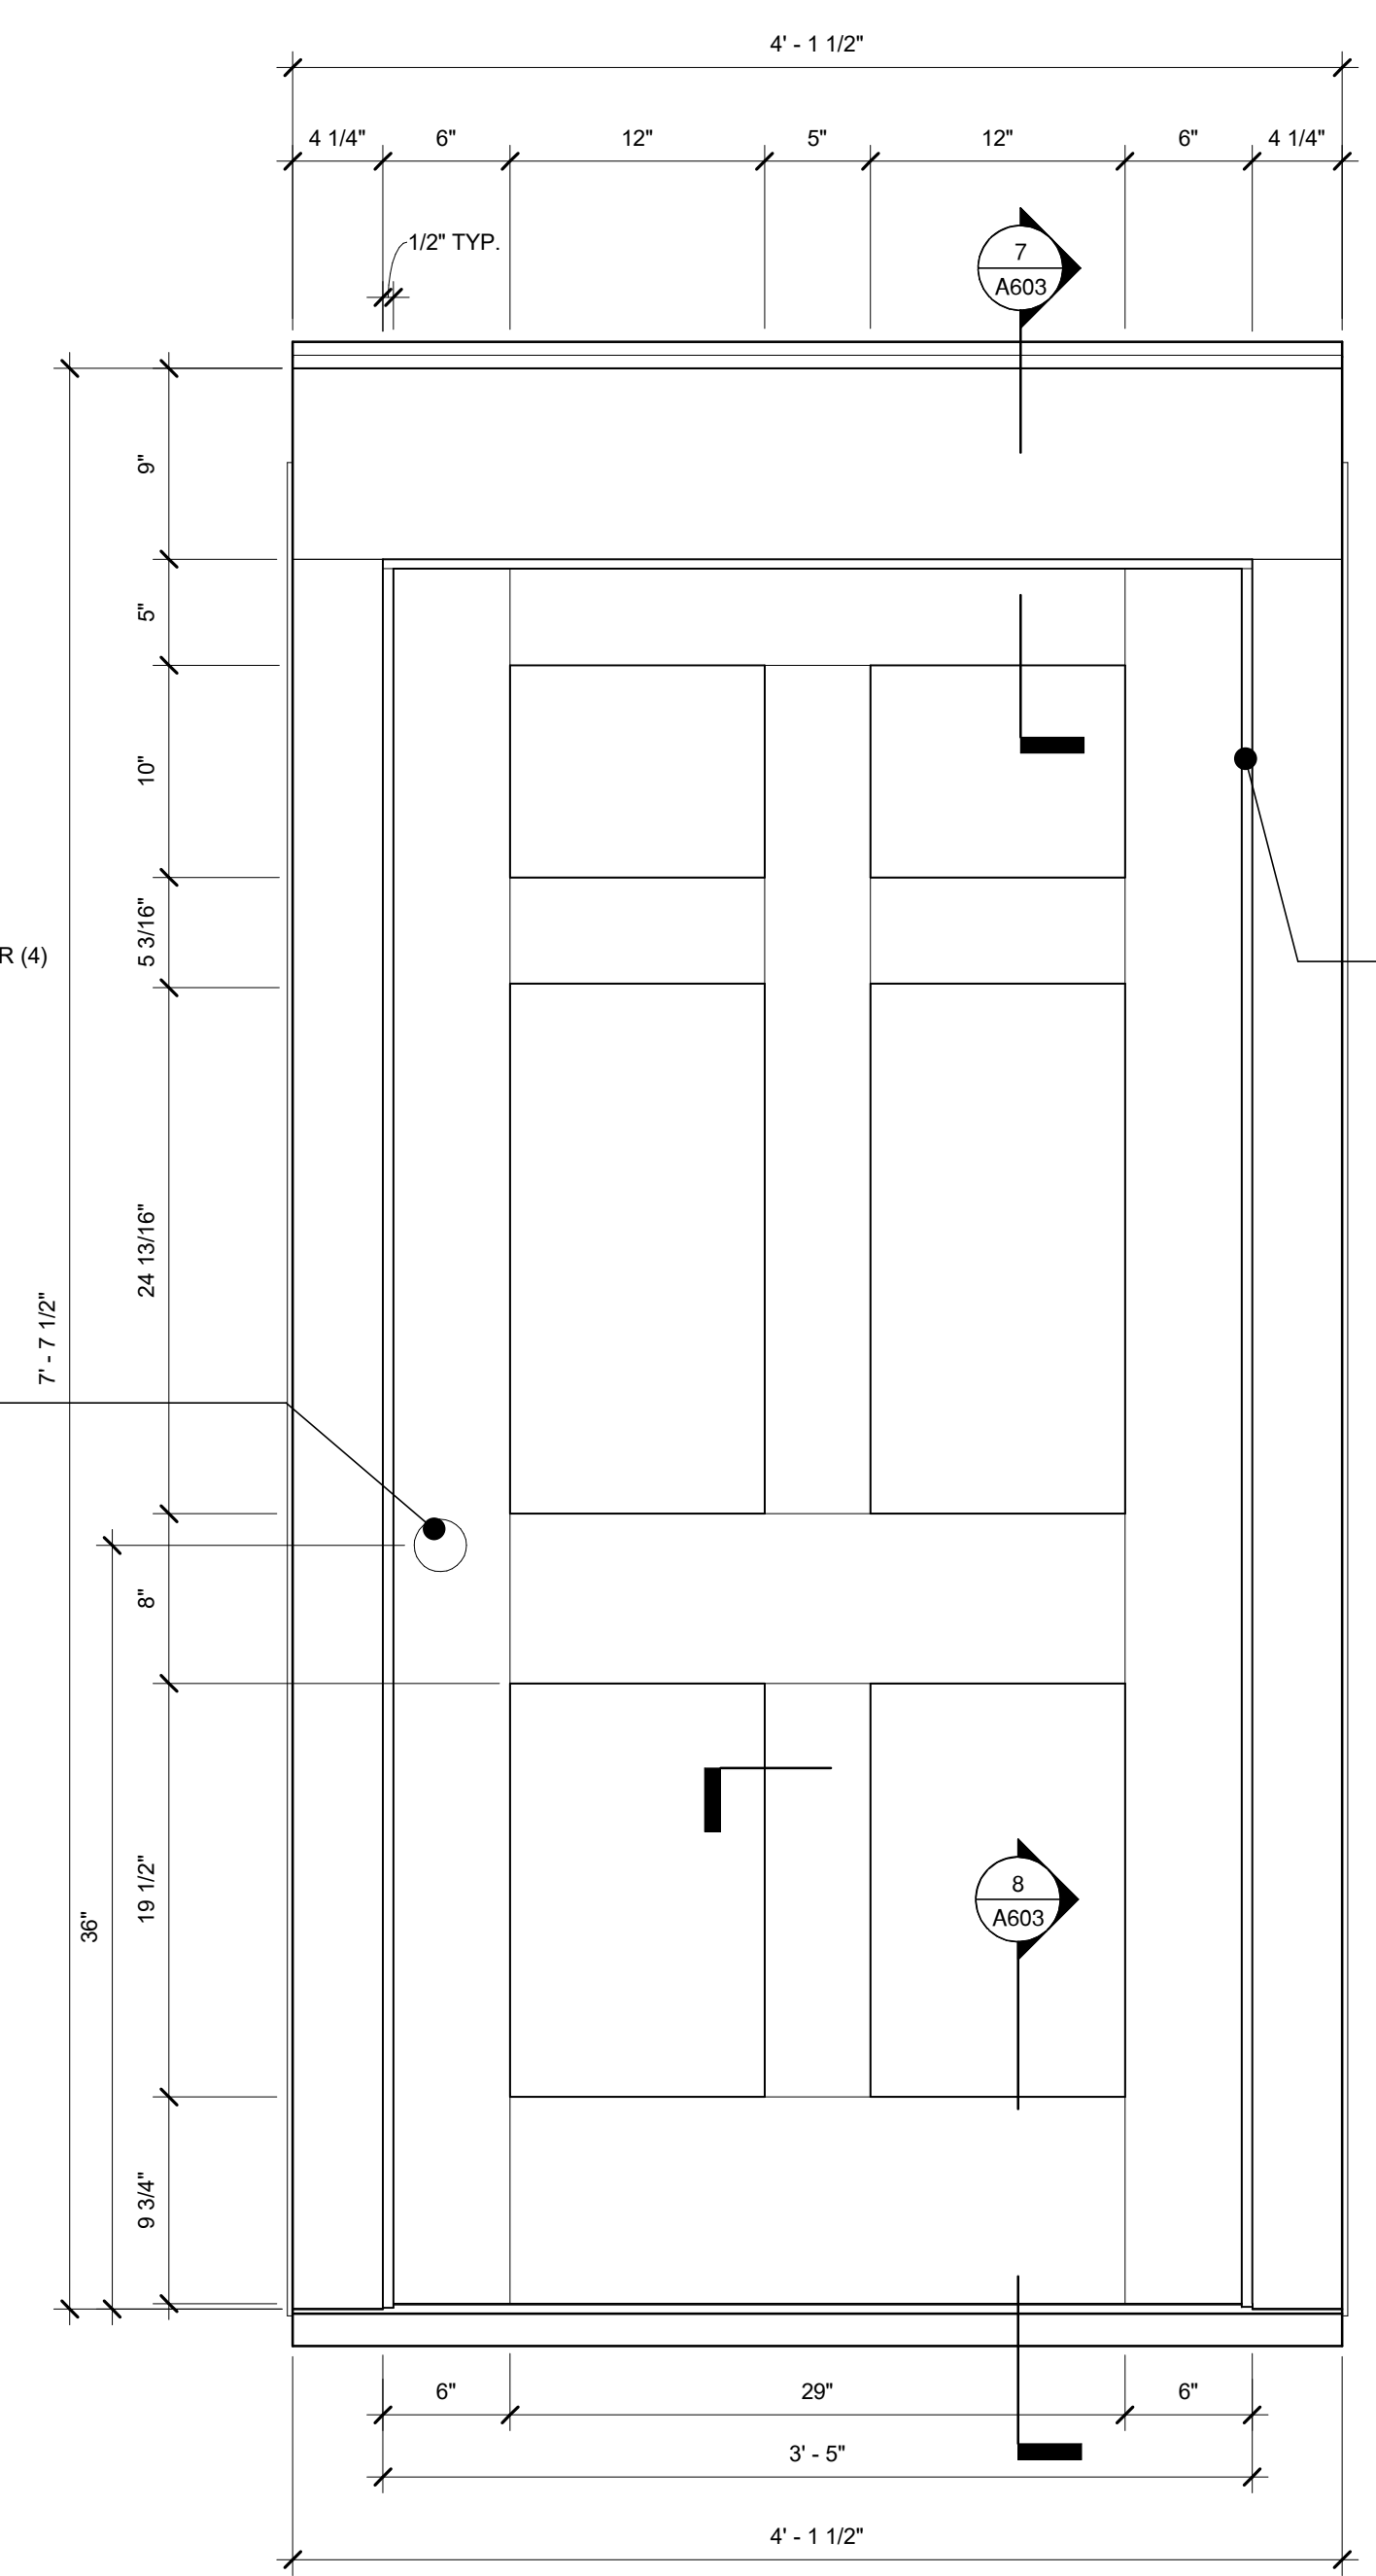 4' - 1 1/2"
4 1/4" 6" 12" 5" 12" 6" 4 1/4"
1/2" TYP.
7
A603
9"
5"
10"
5 3/16"
R (4)
24 13/16"
7' - 7 1/2"
8"
19 1/2"
36"
8
A603
9 3/4"
6" 29" 6"
3' - 5"
4' - 1 1/2"